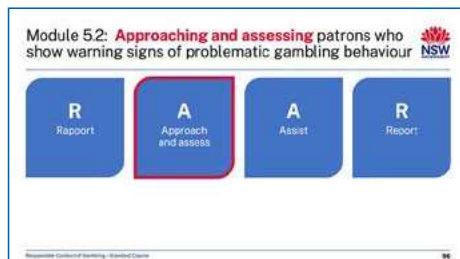 Module 5.2: Approaching and assessing patrons who
show warning signs of problematic gambling behaviour
NSW
R
Rapport
A
Approach
and assess
A
Assist
R
Report
Responsible Conduct of Gambling - Standard Course
96